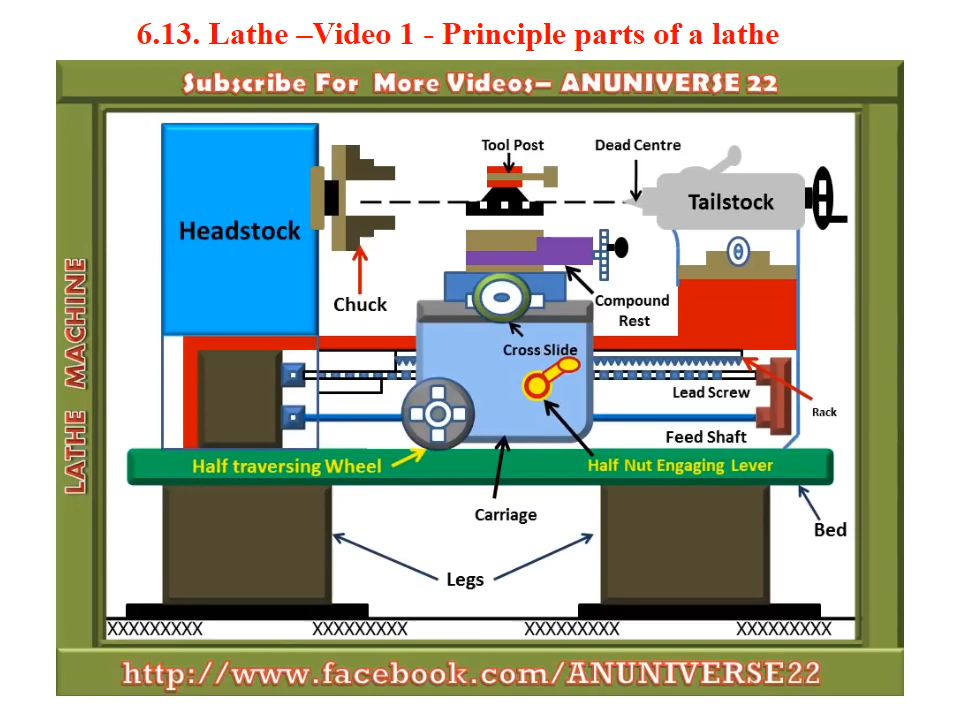 6.13. Lathe –Video 1 - Principle parts of a lathe
Subscribe For More Videos– ANUNIVERSE 22
LATHE MACHINE
Tool Post
Dead Centre
Headstock
Tailstock
Chuck
Compound
Rest
Cross Slide
Lead Screw
Rack
Feed Shaft
Half traversing Wheel
Half Nut Engaging Lever
Carriage
Bed
Legs
XXXXXXXXX XXXXXXXXX XXXXXXXXX XXXXXXXXX
http://www.facebook.com/ANUNIVERSE22